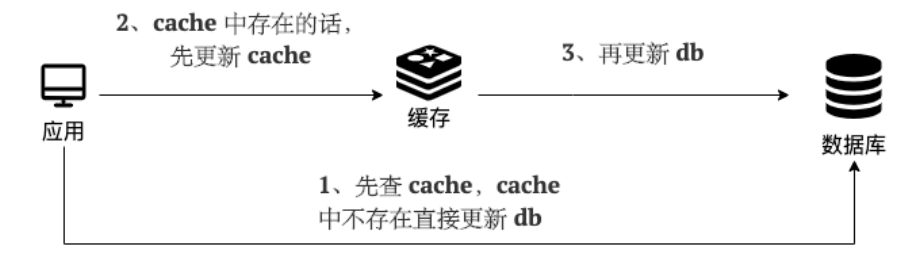 2、cache 中存在的话，
先更新 cache
3、再更新 db
应用
缓存
数据库
1、先查 cache，cache
中不存在直接更新 db